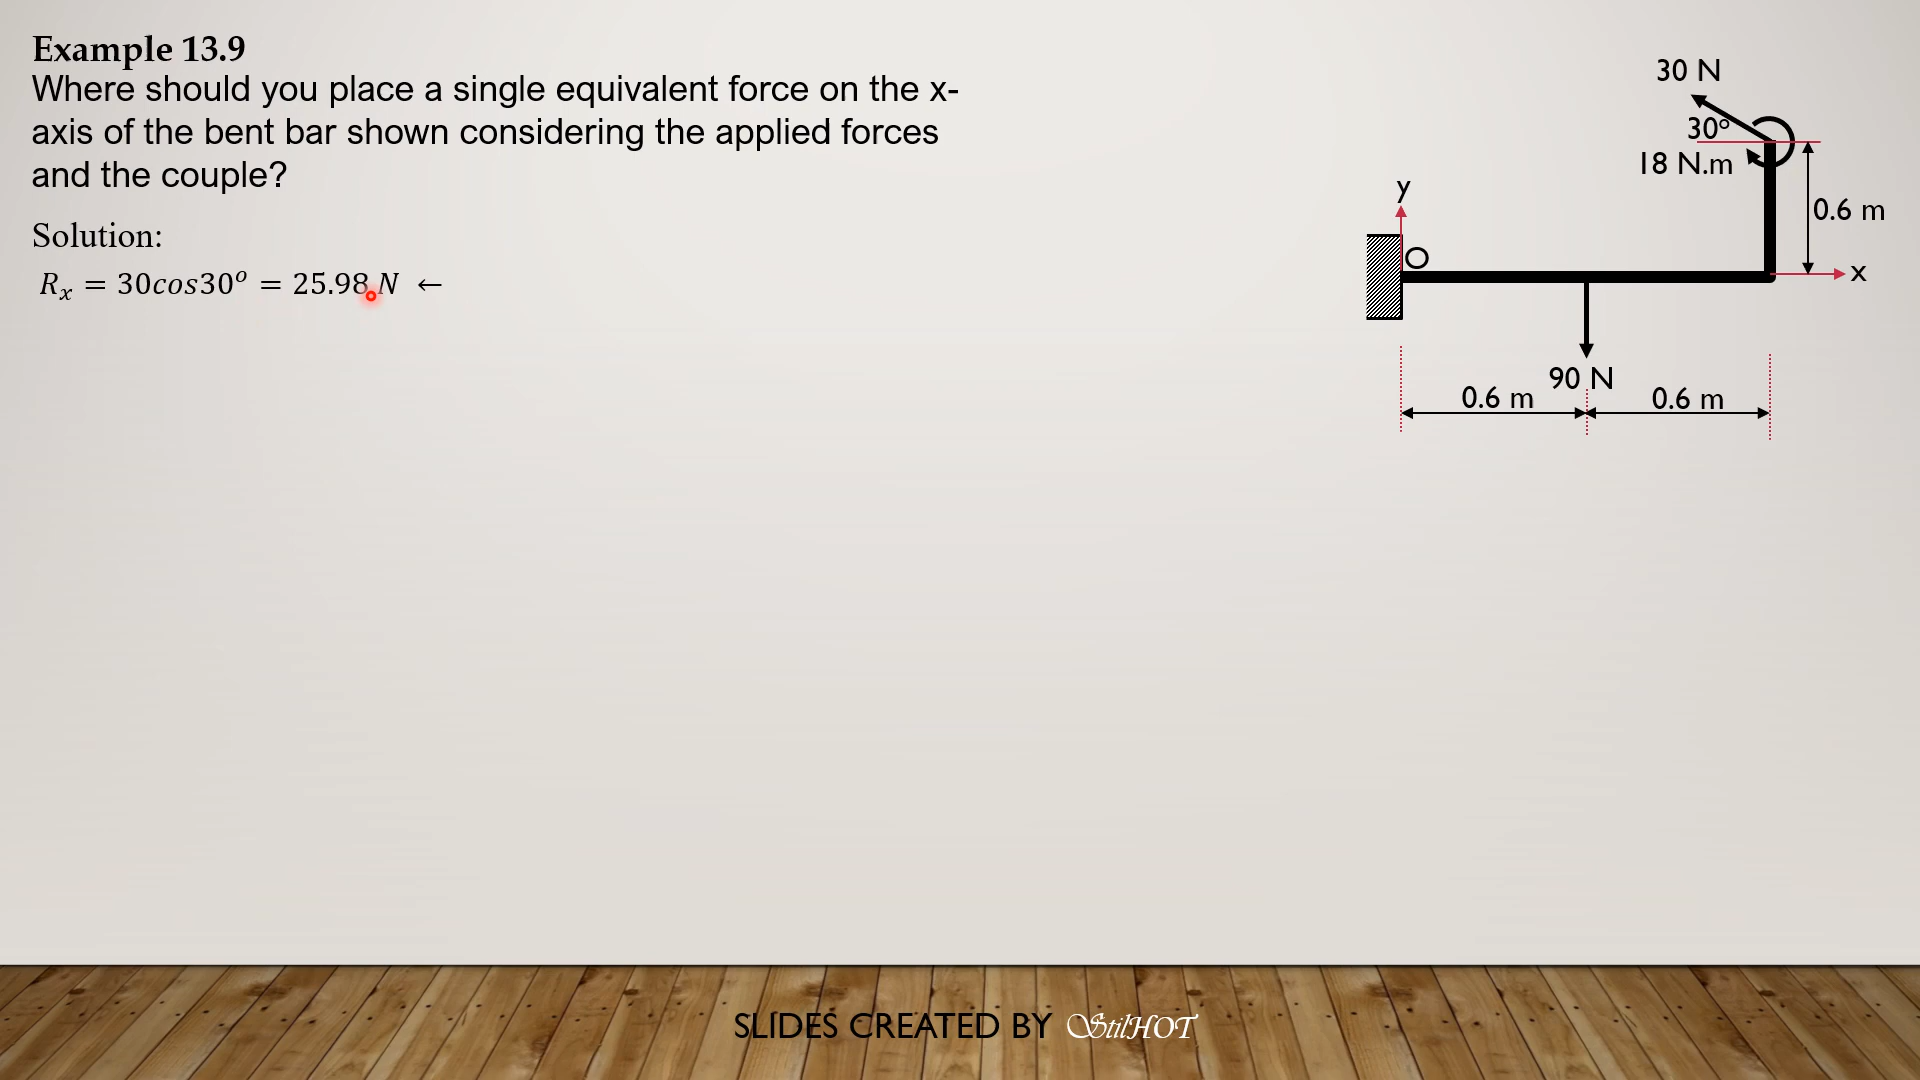 Example 13.9
Where should you place a single equivalent force on the x-
axis of the bent bar shown considering the applied forces
and the couple?
Solution:
R_x = 30cos30° = 25.98 N ←
30 N
30°
18 N.m
0.6 m
y
O
x
90 N
0.6 m
0.6 m
SLIDES CREATED BY StilHOT